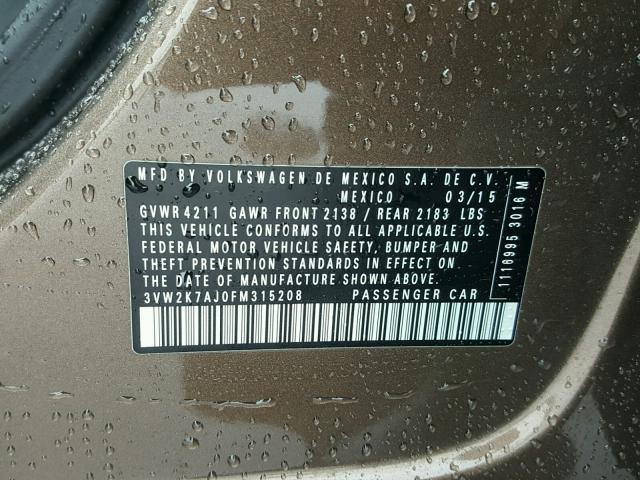 MFD BY VOLKSWAGEN DE MEXICO S.A. DE C.V.
MEXICO 03/15
GVWR 4211 GAWR FRONT 2138 / REAR 2183 LBS
THIS VEHICLE CONFORMS TO ALL APPLICABLE U.S.
FEDERAL MOTOR VEHICLE SAFETY, BUMPER AND
THEFT PREVENTION STANDARDS IN EFFECT ON
THE DATE OF MANUFACTURE SHOWN ABOVE.
3VW2K7AJ0FM315208 PASSENGER CAR
1116995 3016 M